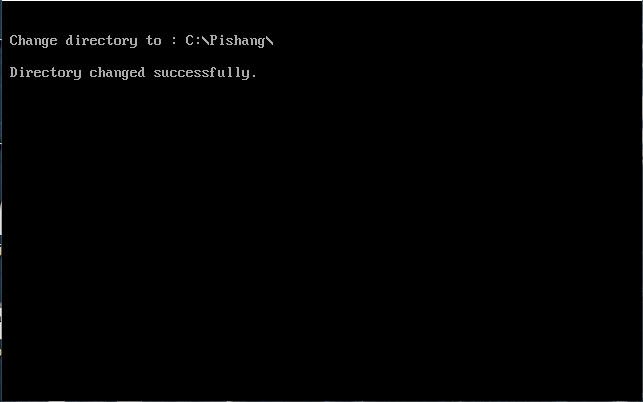 Change directory to : C:\Pishang\
Directory changed successfully.